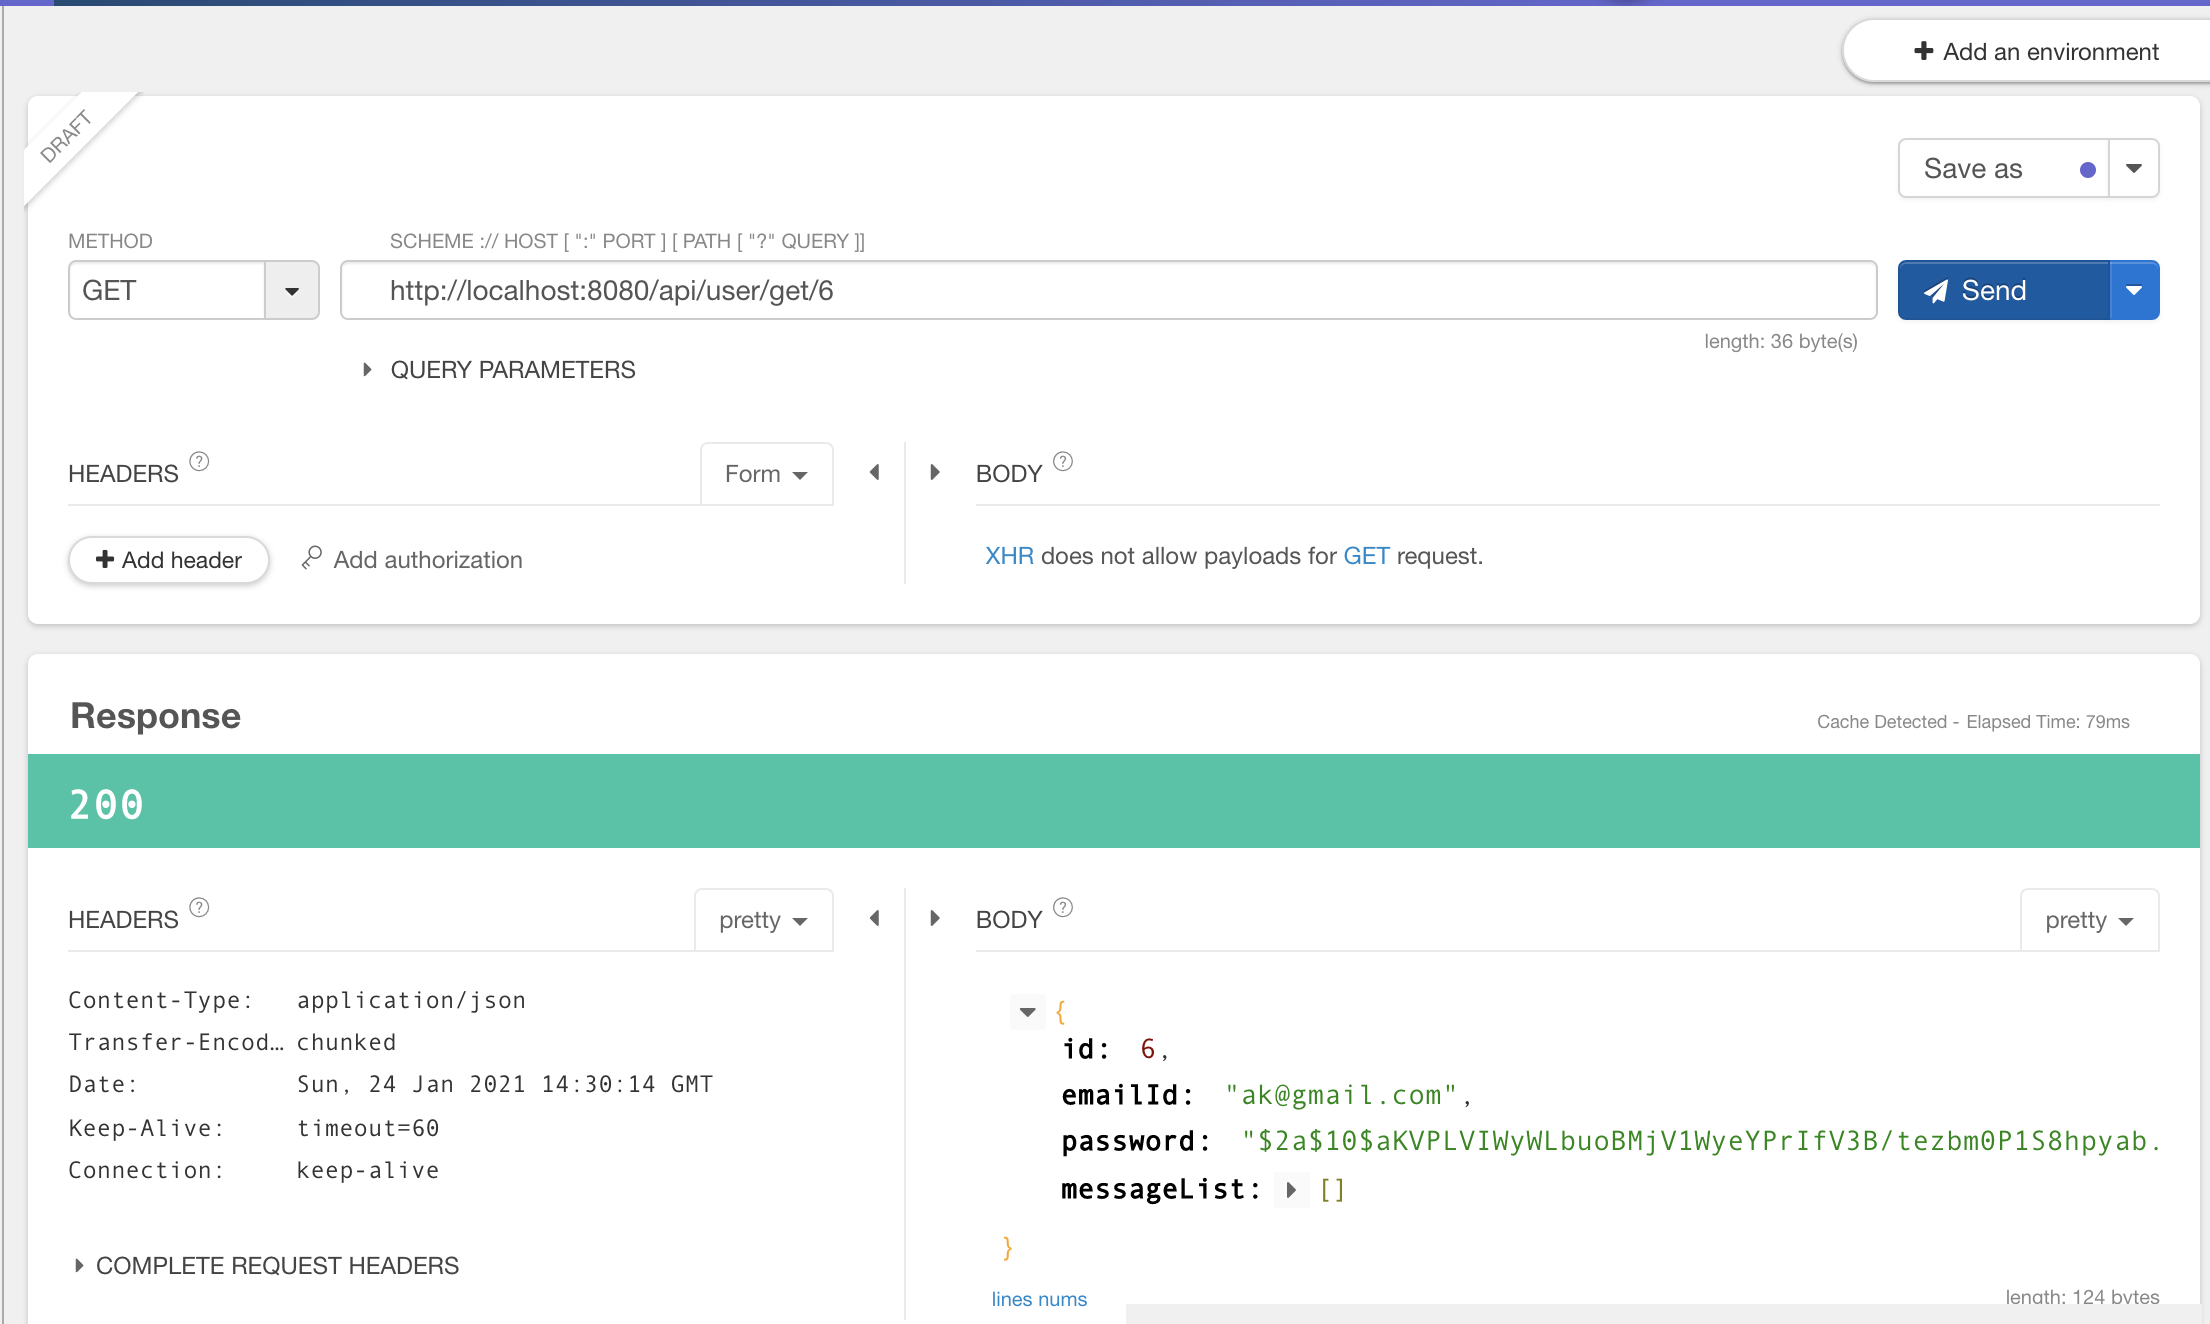 + Add an environment
DRAFT
Save as
METHOD
SCHEME :// HOST [ ":" PORT ] [ PATH [ "?" QUERY ]]
GET
http://localhost:8080/api/user/get/6
Send
length: 36 byte(s)
QUERY PARAMETERS
HEADERS ?
Form
BODY ?
+ Add header
Add authorization
XHR does not allow payloads for GET request.
Response
Cache Detected - Elapsed Time: 79ms
200
HEADERS ?
pretty
BODY ?
pretty
Content-Type: application/json
Transfer-Encod… chunked
Date: Sun, 24 Jan 2021 14:30:14 GMT
Keep-Alive: timeout=60
Connection: keep-alive
COMPLETE REQUEST HEADERS
{
id: 6,
emailId: "ak@gmail.com",
password: "$2a$10$aKVPLVIWyWLbuoBMjV1WyeYPrIfV3B/tezbm0P1S8hpyab.
messageList: []
}
lines nums
length: 124 bytes